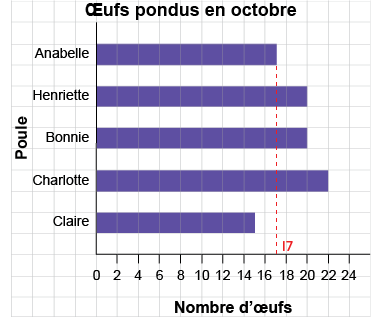 Œufs pondus en octobre
Poule
Anabelle
Henriette
Bonnie
Charlotte
Claire
17
0 2 4 6 8 10 12 14 16 18 20 22 24
Nombre d’œufs